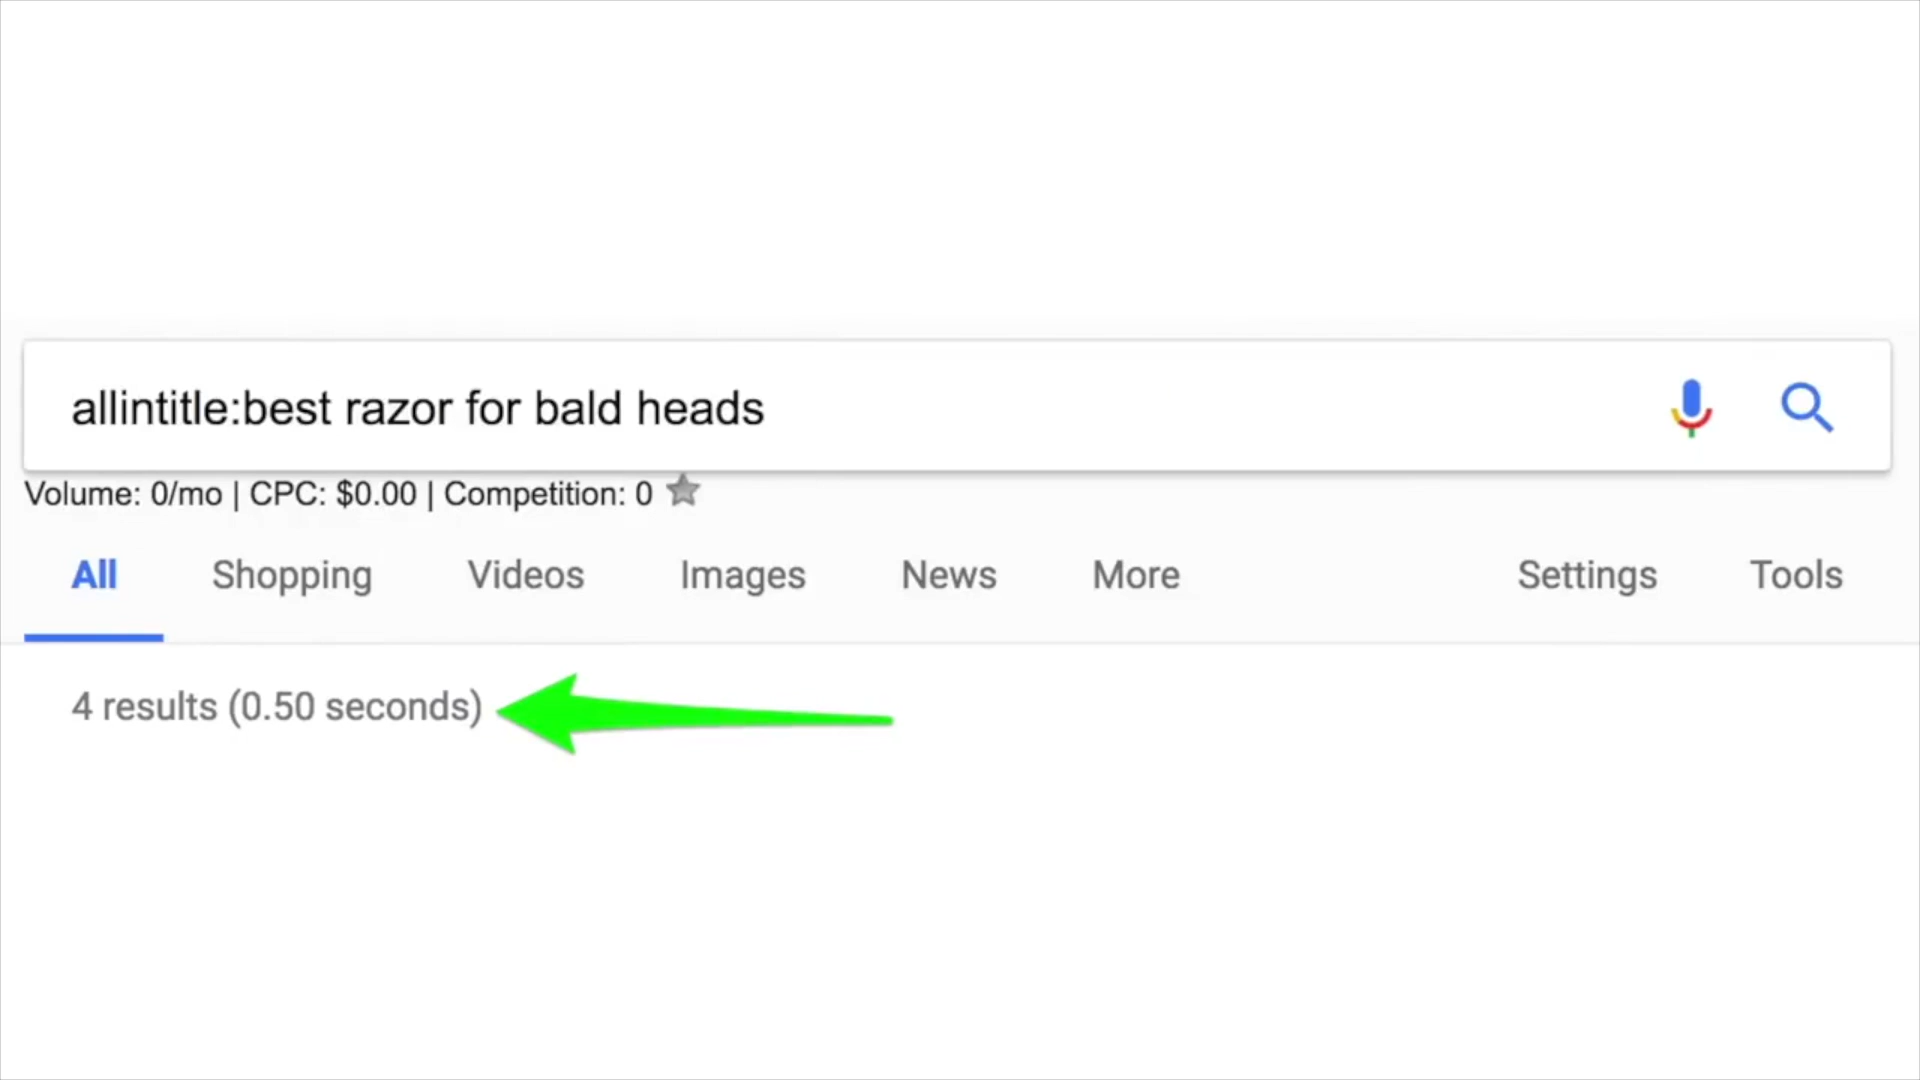 allintitle:best razor for bald heads
Volume: 0/mo | CPC: $0.00 | Competition: 0
All Shopping Videos Images News More Settings Tools
4 results (0.50 seconds)